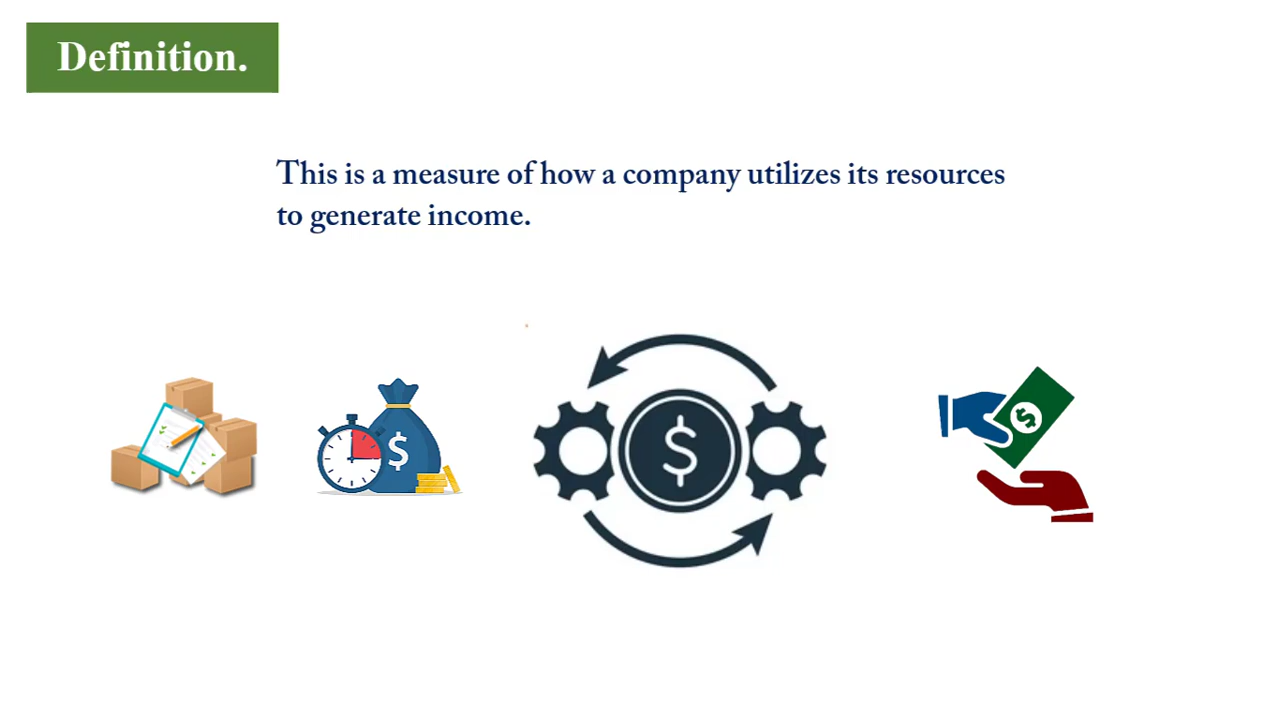 Definition.
This is a measure of how a company utilizes its resources
to generate income.
$
$
$